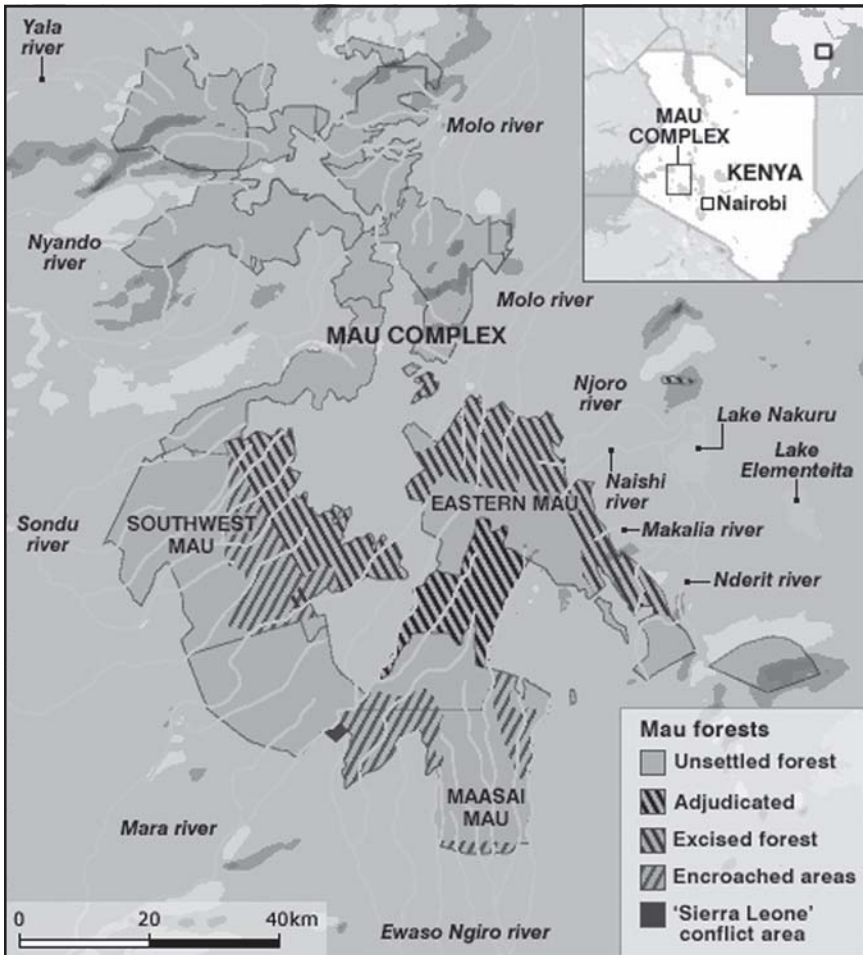 Yala
river
MAU
COMPLEX
KENYA
Nairobi
Molo river
Nyando
river
Molo river
MAU COMPLEX
Njoro
river
Lake Nakuru
Lake
Elementeita
Naishi
river
EASTERN MAU
Sondu
river
SOUTHWEST
MAU
Makalia river
Nderit river
Mau forests
Unsettled forest
Adjudicated
Excised forest
Encroached areas
'Sierra Leone'
conflict area
MAASAI
MAU
Mara river
0 20 40km
Ewaso Ngiro river